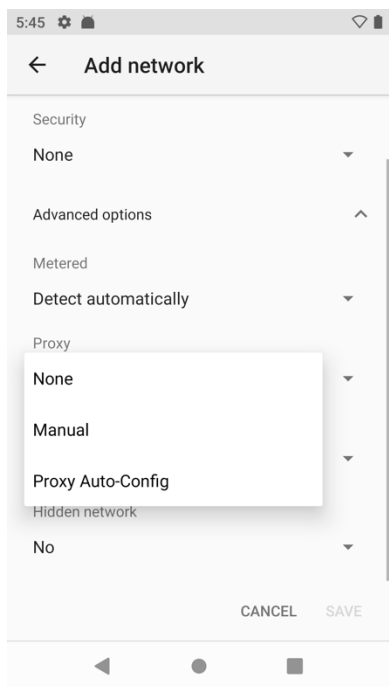 5:45
Add network
Security
None
Advanced options
Metered
Detect automatically
Proxy
None
Manual
Proxy Auto-Config
Hidden network
No
CANCEL SAVE